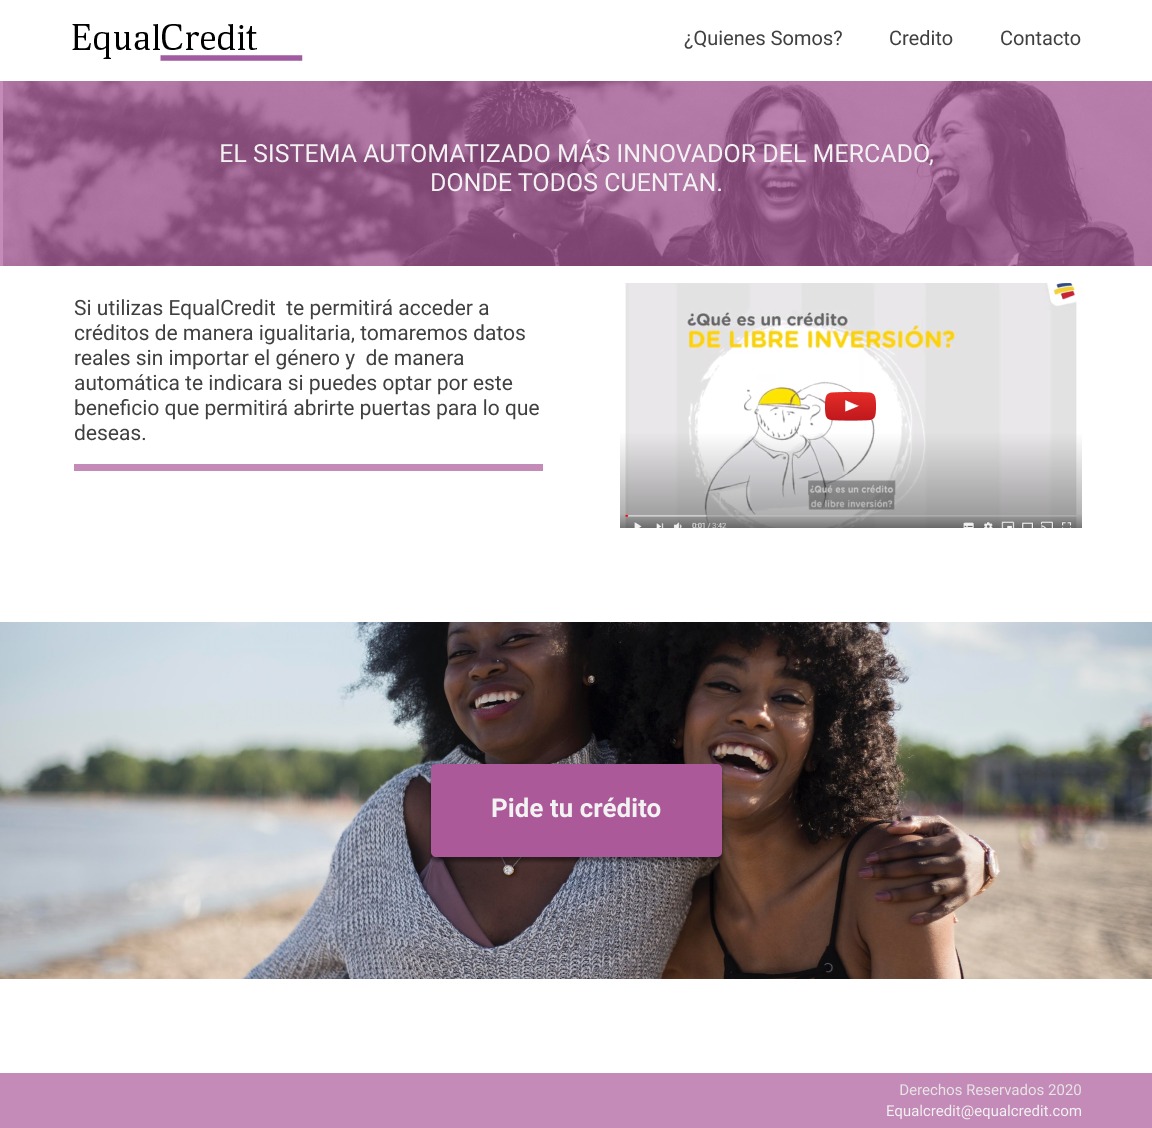 EqualCredit
¿Quienes Somos? Credito Contacto
EL SISTEMA AUTOMATIZADO MÁS INNOVADOR DEL MERCADO,
DONDE TODOS CUENTAN.
Si utilizas EqualCredit te permitirá acceder a
créditos de manera igualitaria, tomaremos datos
reales sin importar el género y de manera
automática te indicara si puedes optar por este
beneficio que permitirá abrirte puertas para lo que
deseas.
¿Qué es un crédito
DE LIBRE INVERSIÓN?
¿Qué es un crédito
de libre inversión?
0:01 / 3:42
Pide tu crédito
Derechos Reservados 2020
Equalcredit@equalcredit.com